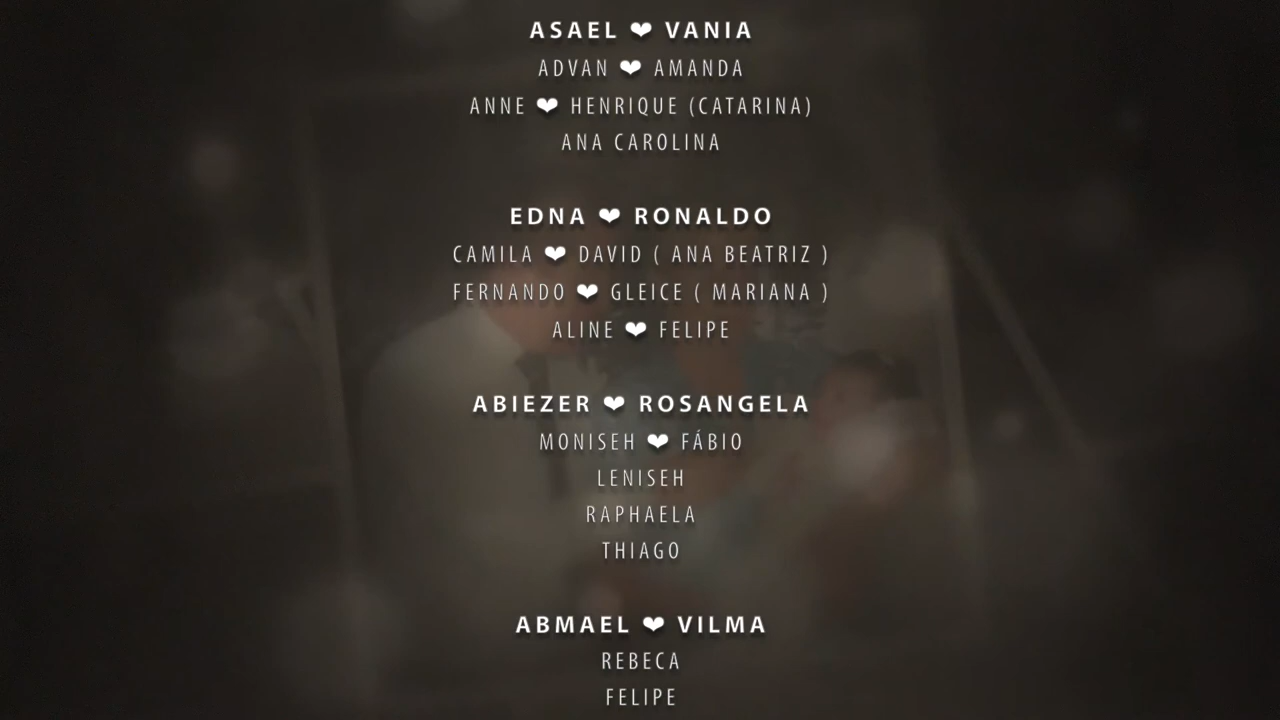 ASAEL ❤ VANIA
ADVAN ❤ AMANDA
ANNE ❤ HENRIQUE (CATARINA)
ANA CAROLINA
EDNA ❤ RONALDO
CAMILA ❤ DAVID ( ANA BEATRIZ )
FERNANDO ❤ GLEICE ( MARIANA )
ALINE ❤ FELIPE
ABIEZER ❤ ROSANGELA
MONISEH ❤ FÁBIO
LENISEH
RAPHAELA
THIAGO
ABMAEL ❤ VILMA
REBECA
FELIPE